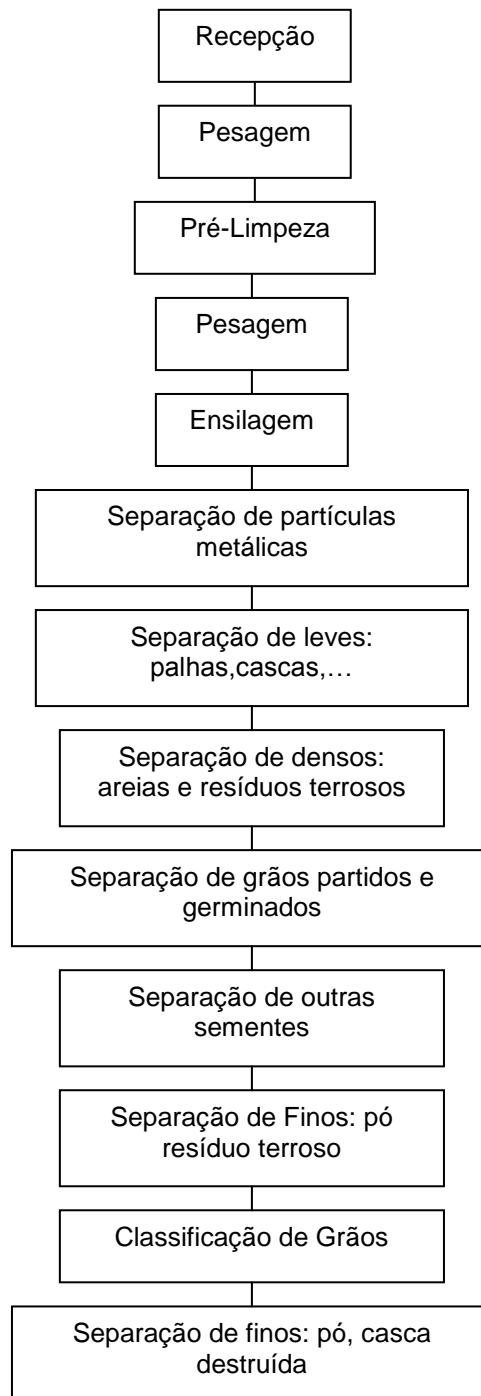 Recepção
Pesagem
Pré-Limpeza
Pesagem
Ensilagem
Separação de partículas
metálicas
Separação de leves:
palhas,cascas,…
Separação de densos:
areias e resíduos terrosos
Separação de grãos partidos e
germinados
Separação de outras
sementes
Separação de Finos: pó
resíduo terroso
Classificação de Grãos
Separação de finos: pó, casca
destruída